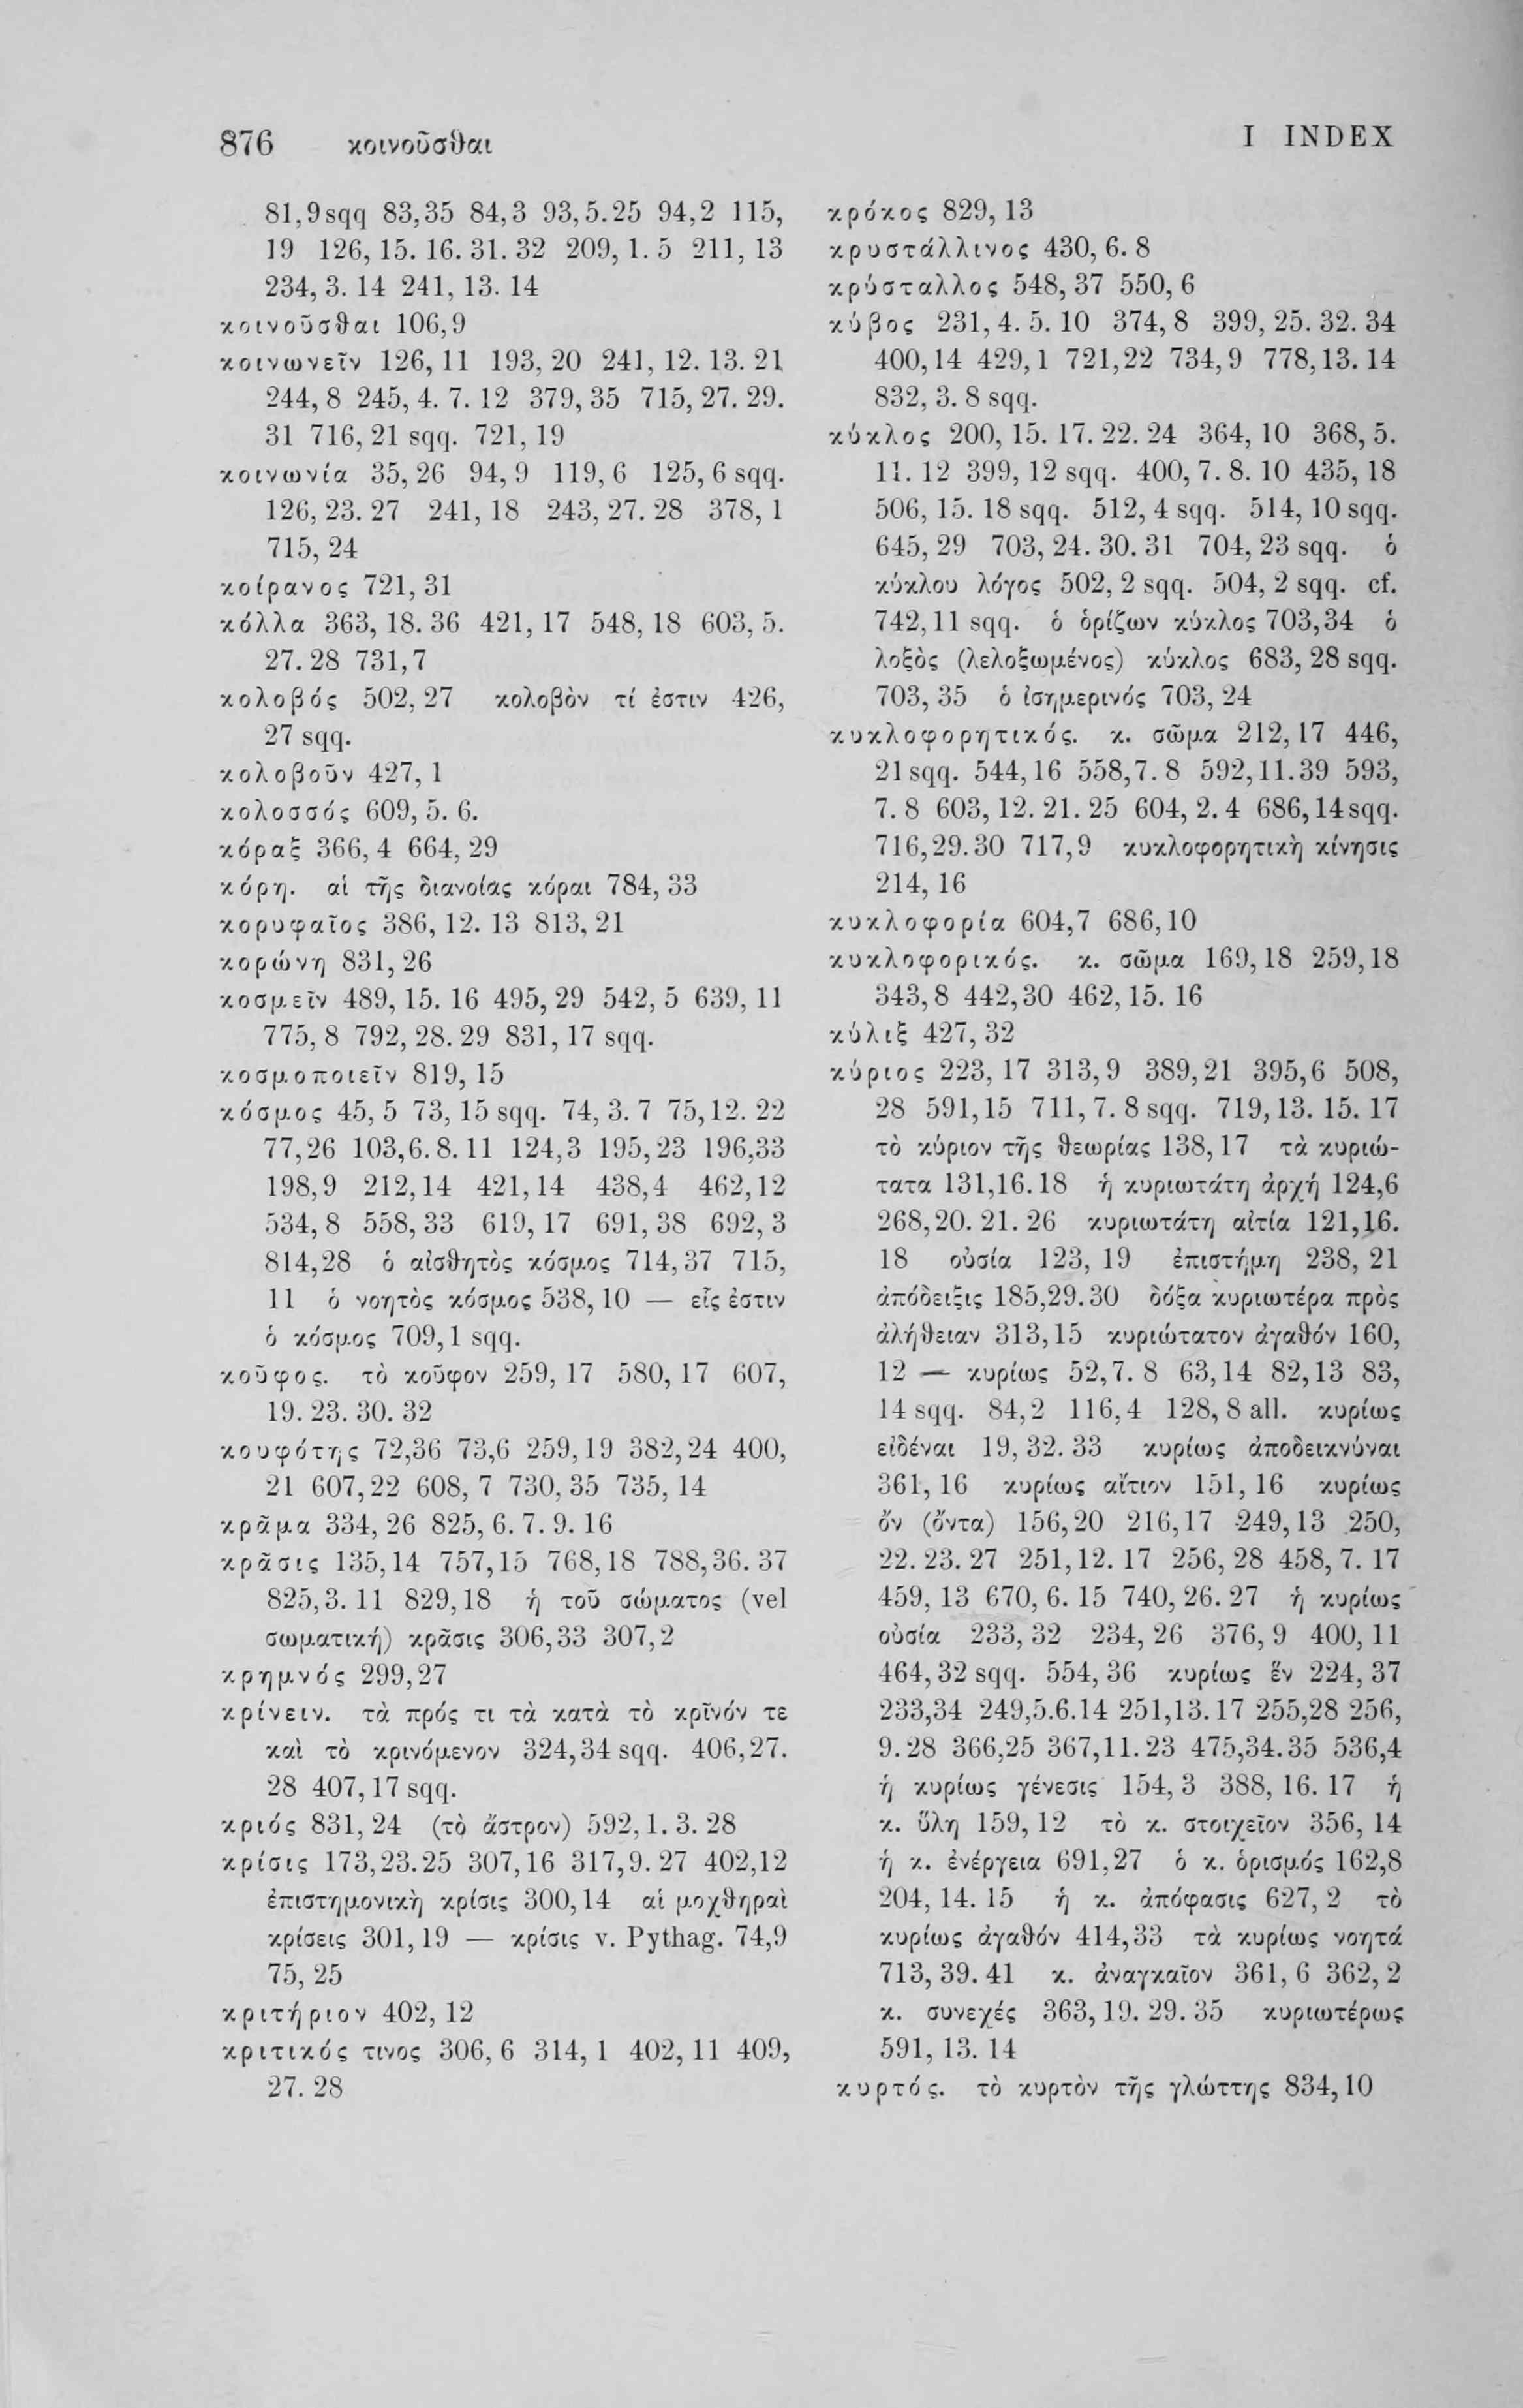 876 κοινοῦσθαι
I INDEX
81,9sqq 83,35 84,3 93,5.25 94,2 115,
19 126, 15. 16. 31. 32 209, 1. 5 211, 13
234, 3. 14 241, 13. 14
κοινοῦσθαι 106,9
κοινωνεῖν 126, 11 193, 20 241, 12. 13. 21
244, 8 245, 4. 7. 12 379, 35 715, 27. 29.
31 716, 21 sqq. 721, 19
κοινωνία 35, 26 94, 9 119, 6 125, 6 sqq.
126, 23. 27 241, 18 243, 27. 28 378, 1
715, 24
κοίρανος 721, 31
κόλλα 363, 18. 36 421, 17 548, 18 603, 5.
27. 28 731,7
κολοβός 502, 27 κολοβὸν τί ἐστιν 426,
27 sqq.
κολοβοῦν 427, 1
κολοσσός 609, 5. 6.
κόραξ 366, 4 664, 29
κόρη. αἱ τῆς διανοίας κόραι 784, 33
κορυφαῖος 386, 12. 13 813, 21
κορώνη 831, 26
κοσμεῖν 489, 15. 16 495, 29 542, 5 639, 11
775, 8 792, 28. 29 831, 17 sqq.
κοσμοποιεῖν 819, 15
κόσμος 45, 5 73, 15 sqq. 74, 3. 7 75,12. 22
77,26 103,6. 8. 11 124,3 195,23 196,33
198,9 212,14 421,14 438,4 462,12
534, 8 558, 33 619, 17 691, 38 692, 3
814,28 ὁ αἰσθητὸς κόσμος 714,37 715,
11 ὁ νοητὸς κόσμος 538, 10 — εἷς ἐστιν
ὁ κόσμος 709,1 sqq.
κοῦφος. τὸ κοῦφον 259, 17 580, 17 607,
19. 23. 30. 32
κουφότης 72,36 73,6 259,19 382,24 400,
21 607,22 608, 7 730, 35 735, 14
κρᾶμα 334, 26 825, 6. 7. 9. 16
κρᾶσις 135,14 757,15 768,18 788,36. 37
825,3. 11 829,18 ἡ τοῦ σώματος (vel
σωματική) κρᾶσις 306,33 307,2
κρημνός 299,27
κρίνειν. τὰ πρός τι τὰ κατὰ τὸ κρῖνόν τε
καὶ τὸ κρινόμενον 324,34 sqq. 406,27.
28 407,17 sqq.
κριός 831, 24 (τὸ ἄστρον) 592, 1. 3. 28
κρίσις 173,23.25 307,16 317,9. 27 402,12
ἐπιστημονικὴ κρίσις 300,14 αἱ μοχθηραὶ
κρίσεις 301,19 — κρίσις v. Pythag. 74,9
75, 25
κριτήριον 402, 12
κριτικός τινος 306, 6 314, 1 402, 11 409,
27. 28
κρόκος 829, 13
κρυστάλλινος 430, 6. 8
κρύσταλλος 548, 37 550, 6
κύβος 231, 4. 5. 10 374, 8 399, 25. 32. 34
400,14 429,1 721,22 734,9 778,13. 14
832, 3. 8 sqq.
κύκλος 200, 15. 17. 22. 24 364, 10 368, 5.
11. 12 399, 12 sqq. 400, 7. 8. 10 435, 18
506, 15. 18 sqq. 512, 4 sqq. 514, 10 sqq.
645, 29 703, 24. 30. 31 704, 23 sqq. ὁ
κύκλου λόγος 502, 2 sqq. 504, 2 sqq. cf.
742, 11 sqq. ὁ ὁρίζων κύκλος 703,34 ὁ
λοξὸς (λελοξωμένος) κύκλος 683, 28 sqq.
703, 35 ὁ ἰσημερινός 703, 24
κυκλοφορητικός. κ. σῶμα 212, 17 446,
21 sqq. 544, 16 558,7. 8 592,11.39 593,
7. 8 603, 12. 21. 25 604, 2. 4 686,14sqq.
716,29.30 717,9 κυκλοφορητικὴ κίνησις
214, 16
κυκλοφορία 604,7 686,10
κυκλοφορικός. κ. σῶμα 169,18 259,18
343,8 442,30 462,15. 16
κύλιξ 427, 32
κύριος 223, 17 313,9 389,21 395,6 508,
28 591,15 711, 7. 8 sqq. 719,13. 15. 17
τὸ κύριον τῆς θεωρίας 138, 17 τὰ κυριώ-
τατα 131,16.18 ἡ κυριωτάτη ἀρχή 124,6
268,20. 21. 26 κυριωτάτη αἰτία 121,16.
18 οὐσία 123, 19 ἐπιστήμη 238, 21
ἀπόδειξις 185,29.30 δόξα κυριωτέρα πρὸς
ἀλήθειαν 313,15 κυριώτατον ἀγαθόν 160,
12 — κυρίως 52,7. 8 63,14 82,13 83,
14 sqq. 84,2 116,4 128, 8 all. κυρίως
εἰδέναι 19, 32. 33 κυρίως ἀποδεικνύναι
361, 16 κυρίως αἴτιον 151, 16 κυρίως
ὄν (ὄντα) 156,20 216,17 249,13 250,
22. 23. 27 251,12. 17 256, 28 458, 7. 17
459, 13 670, 6. 15 740, 26. 27 ἡ κυρίως
οὐσία 233, 32 234, 26 376, 9 400, 11
464, 32 sqq. 554, 36 κυρίως ἕν 224, 37
233,34 249,5.6.14 251,13.17 255,28 256,
9. 28 366,25 367,11. 23 475,34.35 536,4
ἡ κυρίως γένεσις 154, 3 388, 16. 17 ἡ
κ. ὕλη 159, 12 τὸ κ. στοιχεῖον 356, 14
ἡ κ. ἐνέργεια 691,27 ὁ κ. ὁρισμός 162,8
204, 14. 15 ἡ κ. ἀπόφασις 627, 2 τὸ
κυρίως ἀγαθόν 414,33 τὰ κυρίως νοητά
713, 39. 41 κ. ἀναγκαῖον 361, 6 362, 2
κ. συνεχές 363, 19. 29. 35 κυριωτέρως
591, 13. 14
κυρτός. τὸ κυρτὸν τῆς γλώττης 834, 10